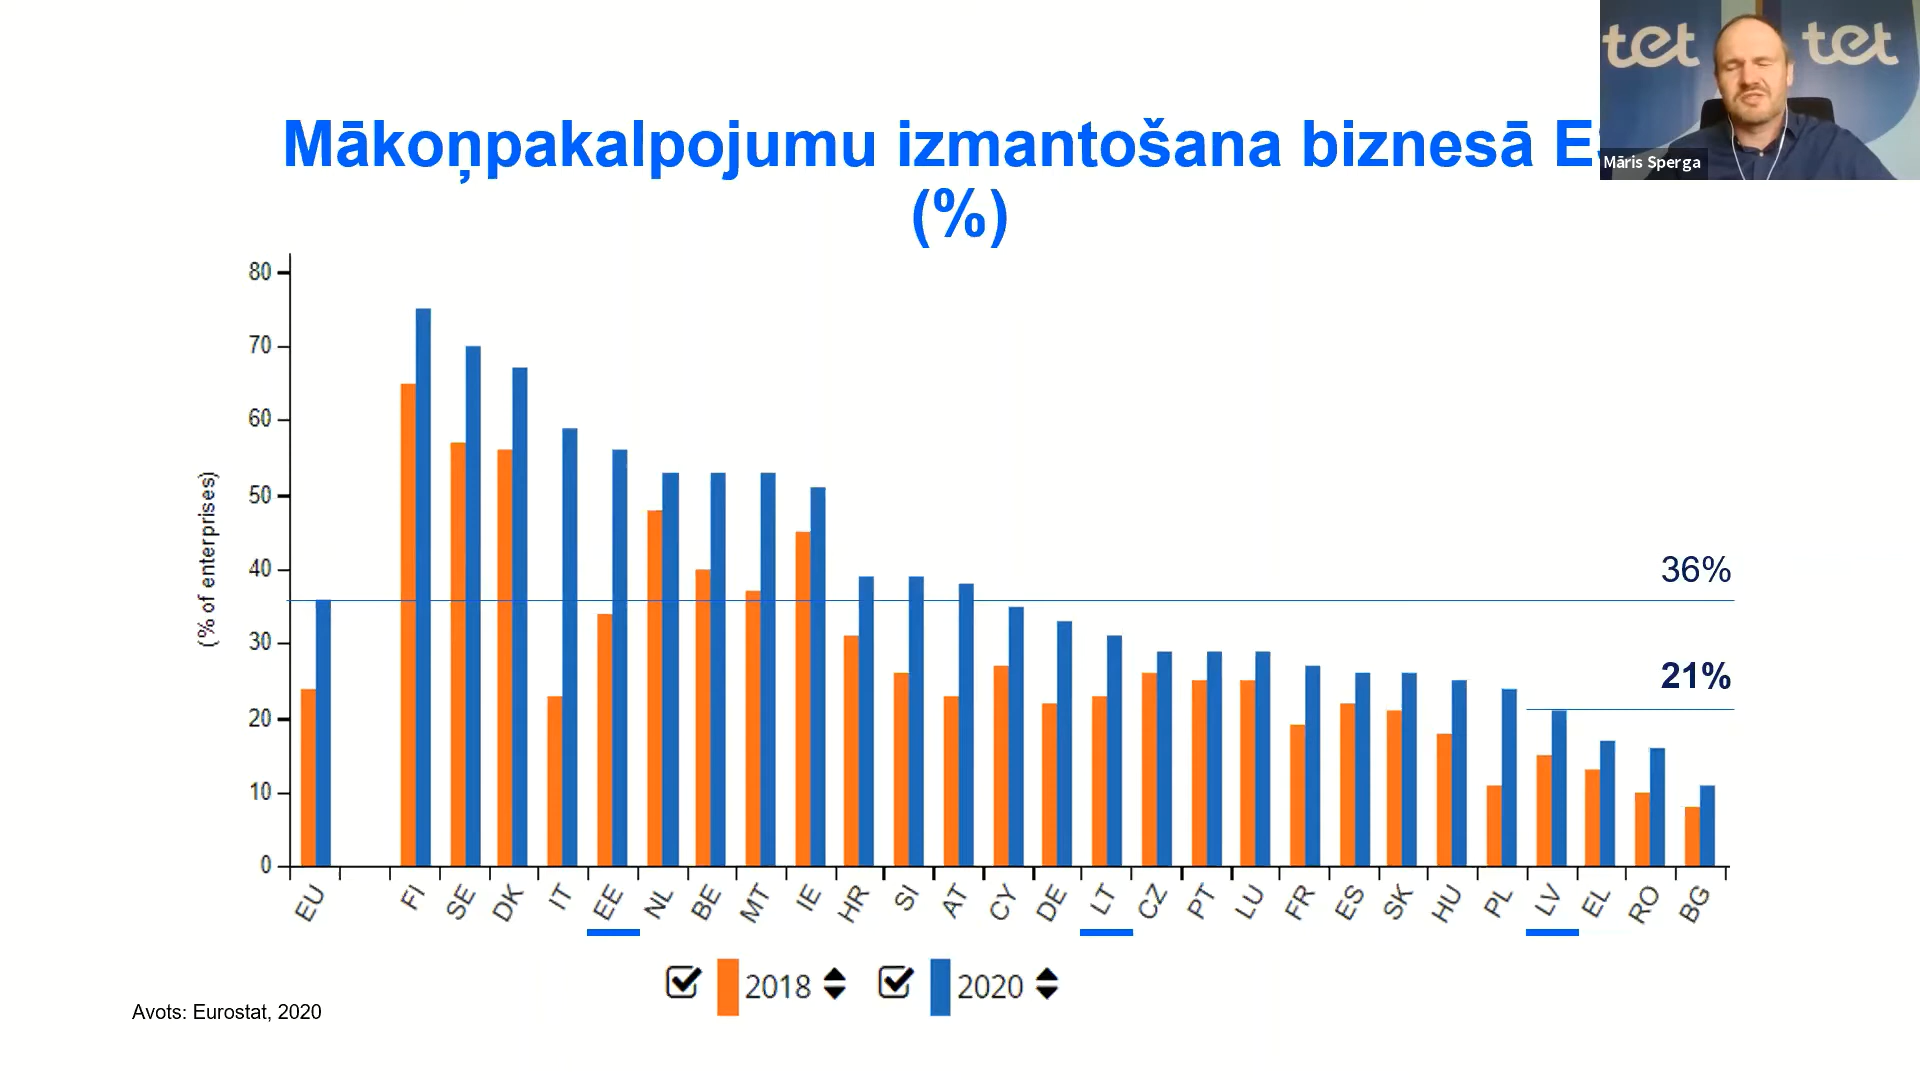 tet tet
Māris Sperga
Mākoņpakalpojumu izmantošana biznesā
(%)
80
70
60
50
40
30
20
10
0
(% of enterprises)
36%
21%
EU FI SE DK IT EE NL BE MT IE HR SI AT CY DE LT CZ PT LU FR ES SK HU PL LV EL RO BG
2018 2020
Avots: Eurostat, 2020